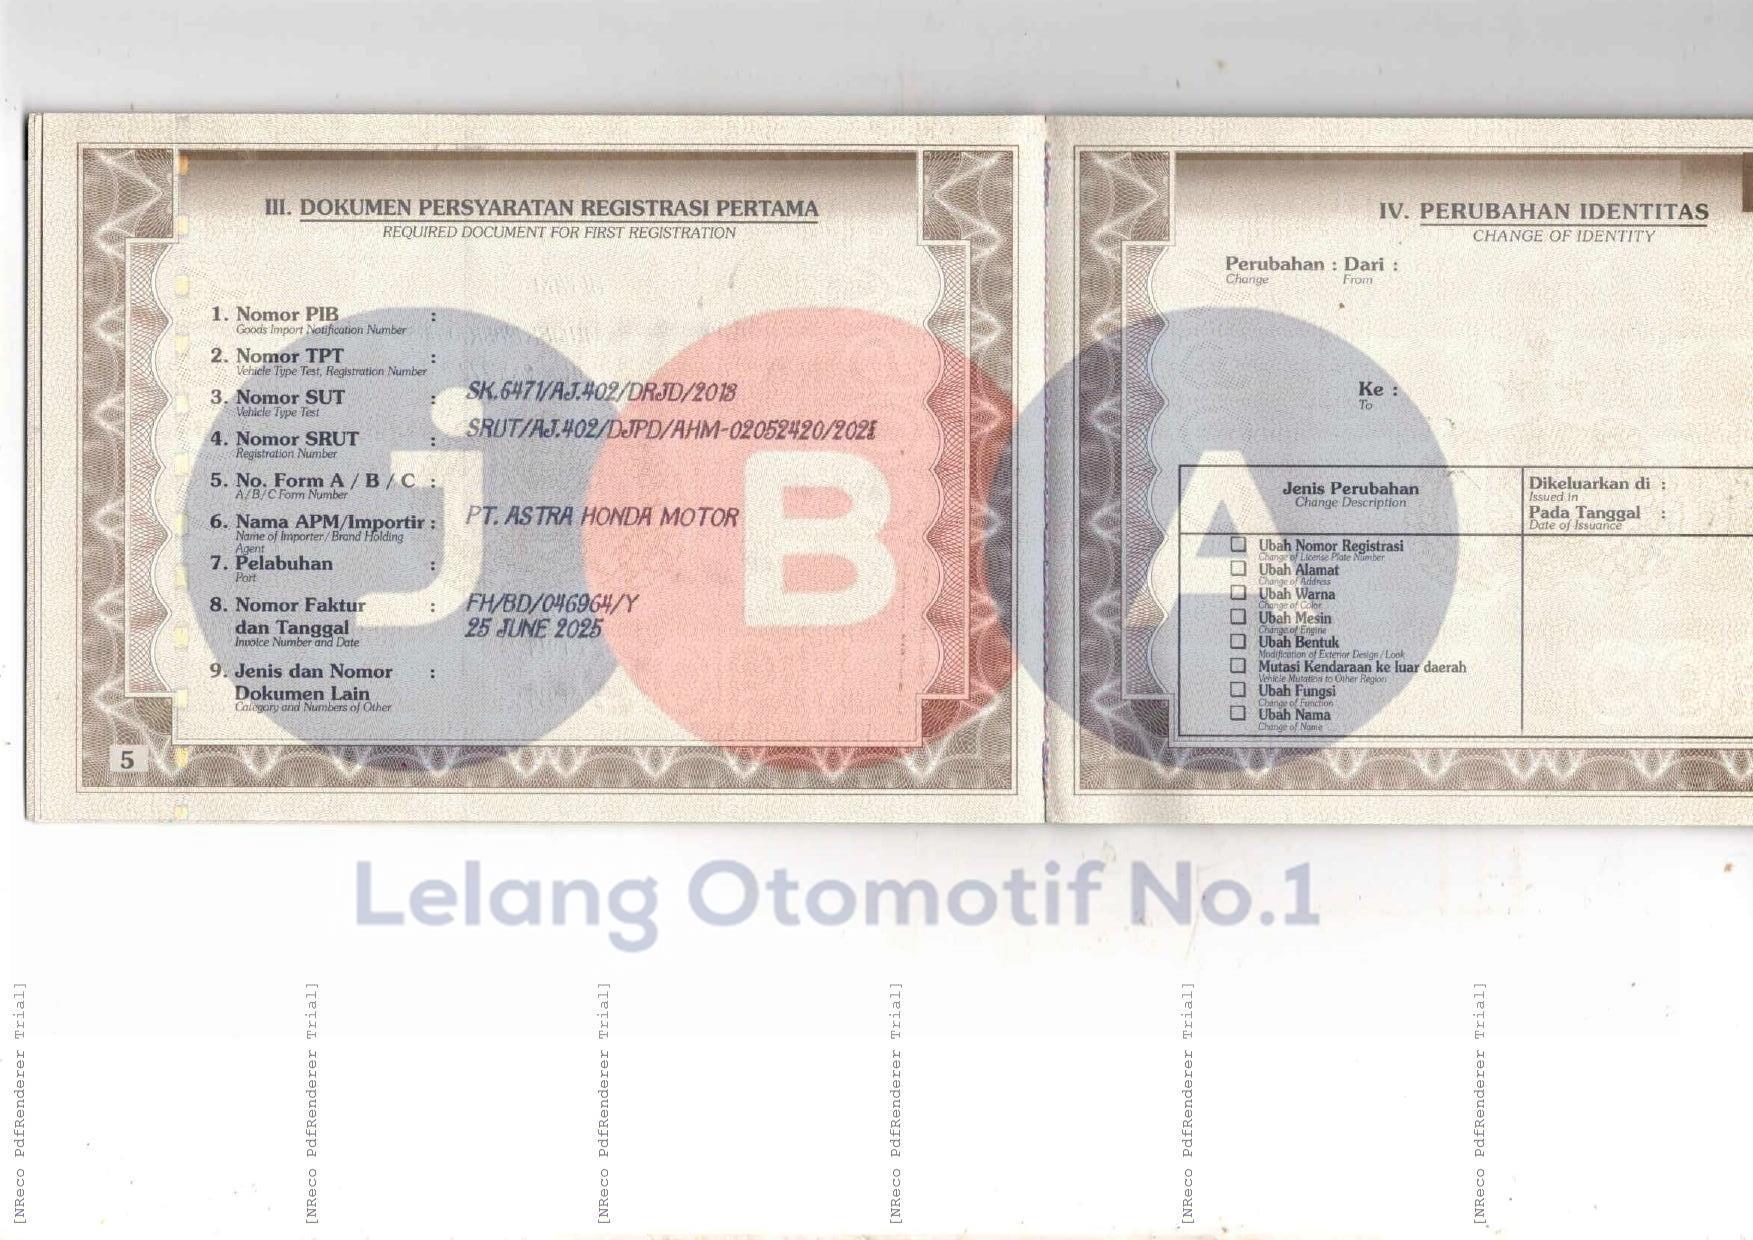 III. DOKUMEN PERSYARATAN REGISTRASI PERTAMA
REQUIRED DOCUMENT FOR FIRST REGISTRATION
1. Nomor PIB :
Goods Import Notification Number
2. Nomor TPT :
Vehicle Type Test, Registration Number
3. Nomor SUT : SK.6471/AJ.402/DRJD/2018
Vehicle Type Test
4. Nomor SRUT : SRUT/AJ.402/DJPD/AHM-02052420/2021
Registration Number
5. No. Form A / B / C :
A/B/C Form Number
6. Nama APM/Importir : PT. ASTRA HONDA MOTOR
Name of Importer/Brand Holding
Agent
7. Pelabuhan :
Port
8. Nomor Faktur : FH/BD/046964/Y
dan Tanggal 25 JUNE 2025
Invoice Number and Date
9. Jenis dan Nomor :
Dokumen Lain
Category and Numbers of Other
5
IV. PERUBAHAN IDENTITAS
CHANGE OF IDENTITY
Perubahan : Dari :
Change From
Ke :
To
Jenis Perubahan
Change Description
Dikeluarkan di :
Issued in
Pada Tanggal :
Date of Issuance
Ubah Nomor Registrasi
Change of License Plate Number
Ubah Alamat
Change of Address
Ubah Warna
Change of Color
Ubah Mesin
Change of Engine
Ubah Bentuk
Modification of Exterior Design/Look
Mutasi Kendaraan ke luar daerah
Vehicle Mutation to Other Region
Ubah Fungsi
Change of Function
Ubah Nama
Change of Name
jBA
Lelang Otomotif No.1
[NReco PdfRenderer Trial]
[NReco PdfRenderer Trial]
[NReco PdfRenderer Trial]
[NReco PdfRenderer Trial]
[NReco PdfRenderer Trial]
[NReco PdfRenderer Trial]